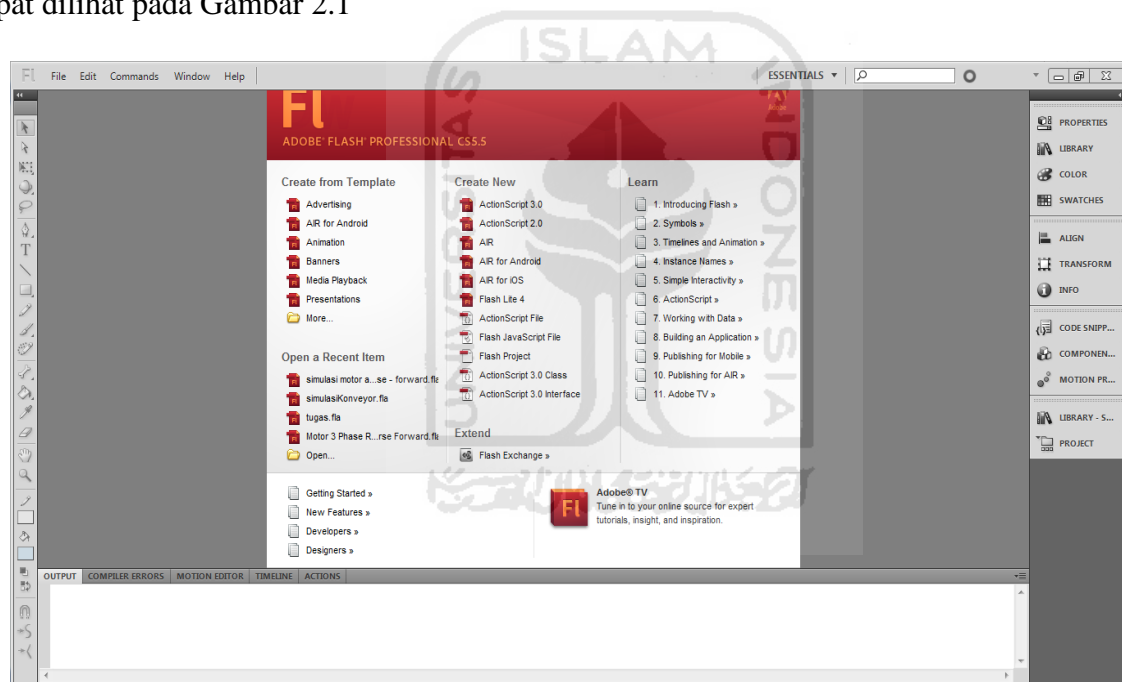 pat dilihat pada Gambar 2.1
ISLAM
UNIVERSITAS
INDONESIA
Fl File Edit Commands Window Help ESSENTIALS
Fl
Adobe
ADOBE® FLASH® PROFESSIONAL CS5.5
Create from Template
Advertising
AIR for Android
Animation
Banners
Media Playback
Presentations
More...
Open a Recent Item
simulasi motor a...se - forward.fla
simulasiKonveyor.fla
tugas.fla
Motor 3 Phase R...rse Forward.fla
Open...
Create New
ActionScript 3.0
ActionScript 2.0
AIR
AIR for Android
AIR for iOS
Flash Lite 4
ActionScript File
Flash JavaScript File
Flash Project
ActionScript 3.0 Class
ActionScript 3.0 Interface
Extend
Flash Exchange »
Learn
1. Introducing Flash »
2. Symbols »
3. Timelines and Animation »
4. Instance Names »
5. Simple Interactivity »
6. ActionScript »
7. Working with Data »
8. Building an Application »
9. Publishing for Mobile »
10. Publishing for AIR »
11. Adobe TV »
Getting Started »
New Features »
Developers »
Designers »
Fl
Adobe® TV
Tune in to your online source for expert
tutorials, insight, and inspiration.
PROPERTIES
LIBRARY
COLOR
SWATCHES
ALIGN
TRANSFORM
INFO
CODE SNIPP...
COMPONEN...
MOTION PR...
LIBRARY - S...
PROJECT
OUTPUT COMPILER ERRORS MOTION EDITOR TIMELINE ACTIONS